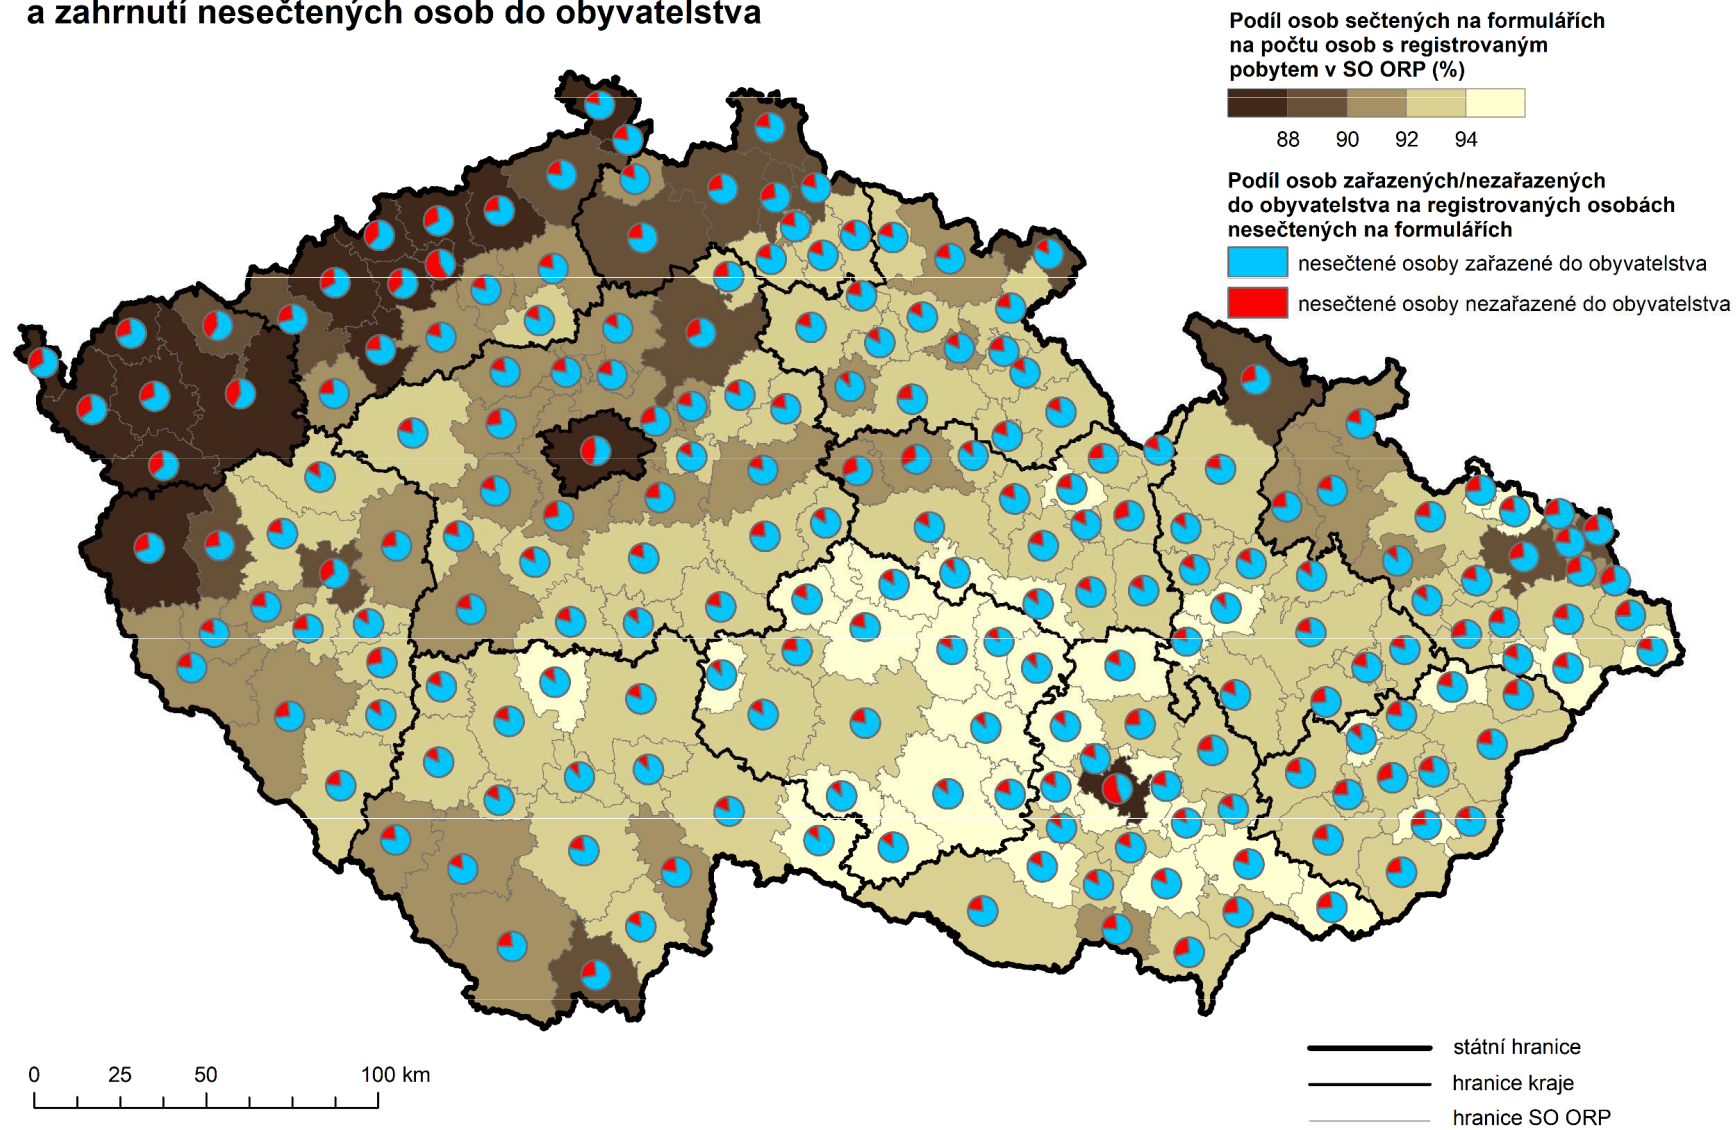 a zahrnutí nesečtených osob do obyvatelstva
Podíl osob sečtených na formulářích
na počtu osob s registrovaným
pobytem v SO ORP (%)
88 90 92 94
Podíl osob zařazených/nezařazených
do obyvatelstva na registrovaných osobách
nesečtených na formulářích
nesečtené osoby zařazené do obyvatelstva
nesečtené osoby nezařazené do obyvatelstva
0 25 50 100 km
státní hranice
hranice kraje
hranice SO ORP